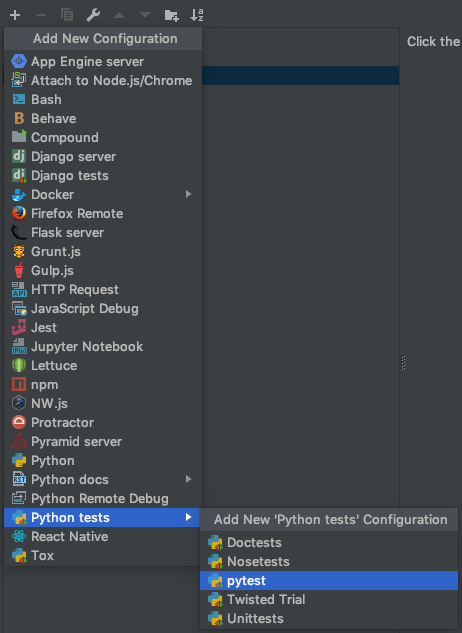 Add New Configuration
Click the
App Engine server
Attach to Node.js/Chrome
Bash
Behave
Compound
Django server
Django tests
Docker
Firefox Remote
Flask server
Grunt.js
Gulp.js
HTTP Request
JavaScript Debug
Jest
Jupyter Notebook
Lettuce
npm
NW.js
Protractor
Pyramid server
Python
Python docs
Python Remote Debug
Python tests
React Native
Tox
Add New 'Python tests' Configuration
Doctests
Nosetests
pytest
Twisted Trial
Unittests